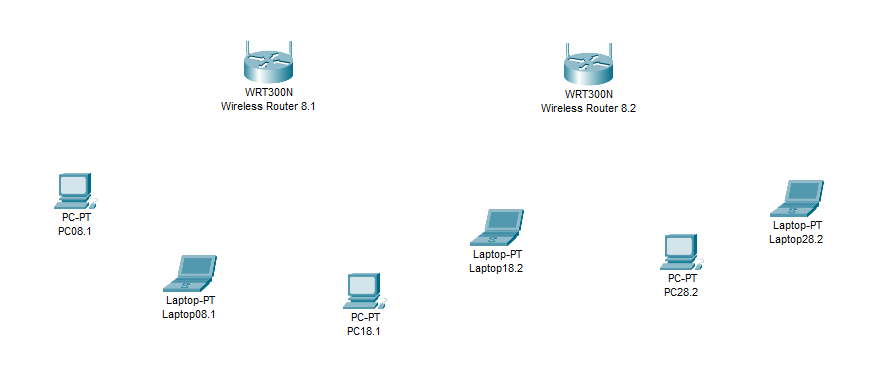 WRT300N
Wireless Router 8.1
WRT300N
Wireless Router 8.2
PC-PT
PC08.1
Laptop-PT
Laptop08.1
PC-PT
PC18.1
Laptop-PT
Laptop18.2
PC-PT
PC28.2
Laptop-PT
Laptop28.2